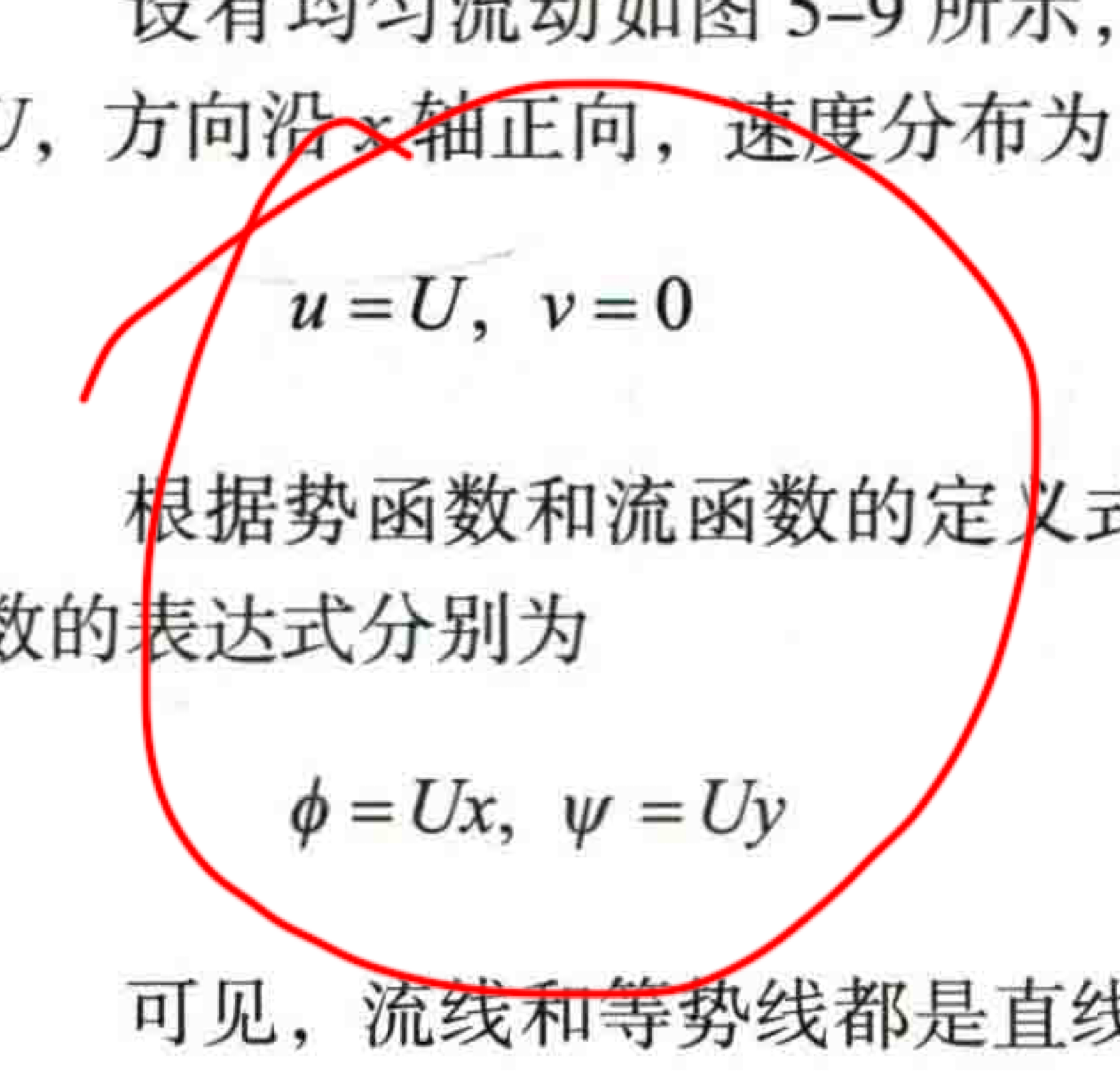 设有均匀流动如图 5–9 所示，
U，方向沿 x 轴正向，速度分布为
u = U, v = 0
根据势函数和流函数的定义式
数的表达式分别为
ϕ = Ux, ψ = Uy
可见，流线和等势线都是直线